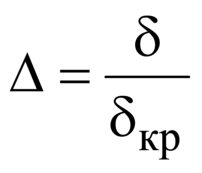 Δ = δ / δкр